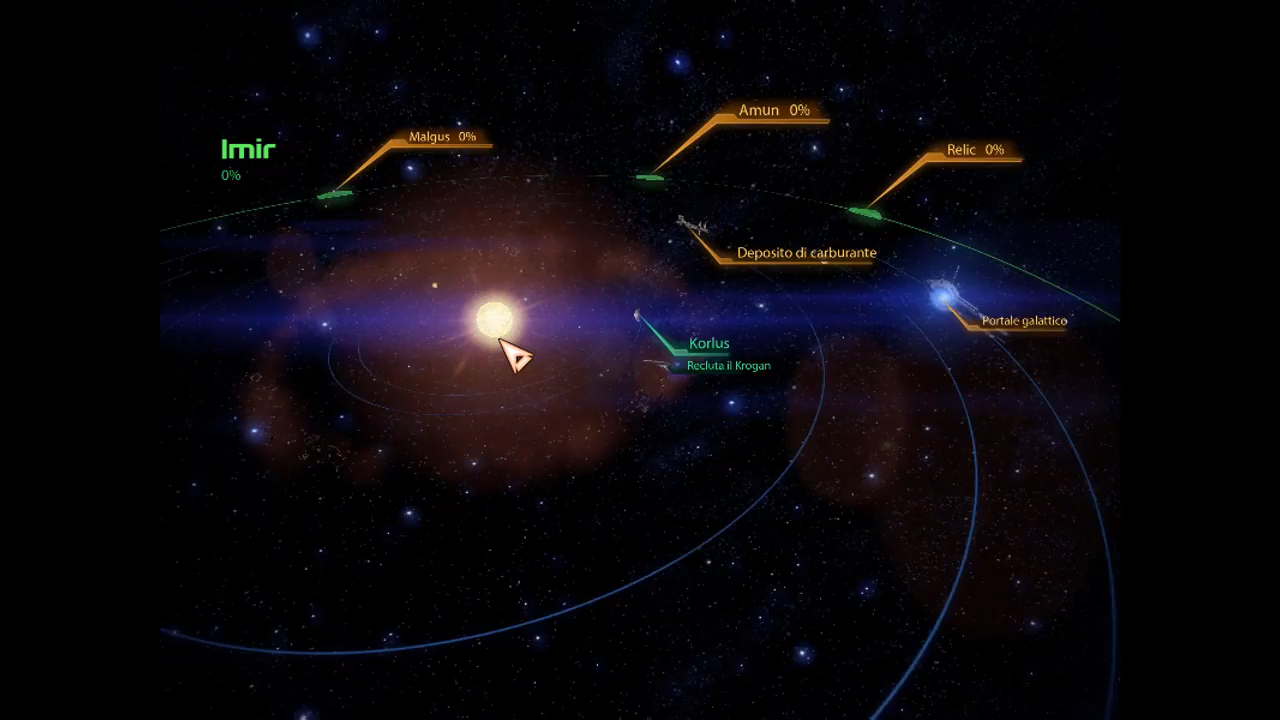 Imir
0%
Malgus 0%
Amun 0%
Relic 0%
Deposito di carburante
Portale galattico
Korlus
Recluta il Krogan